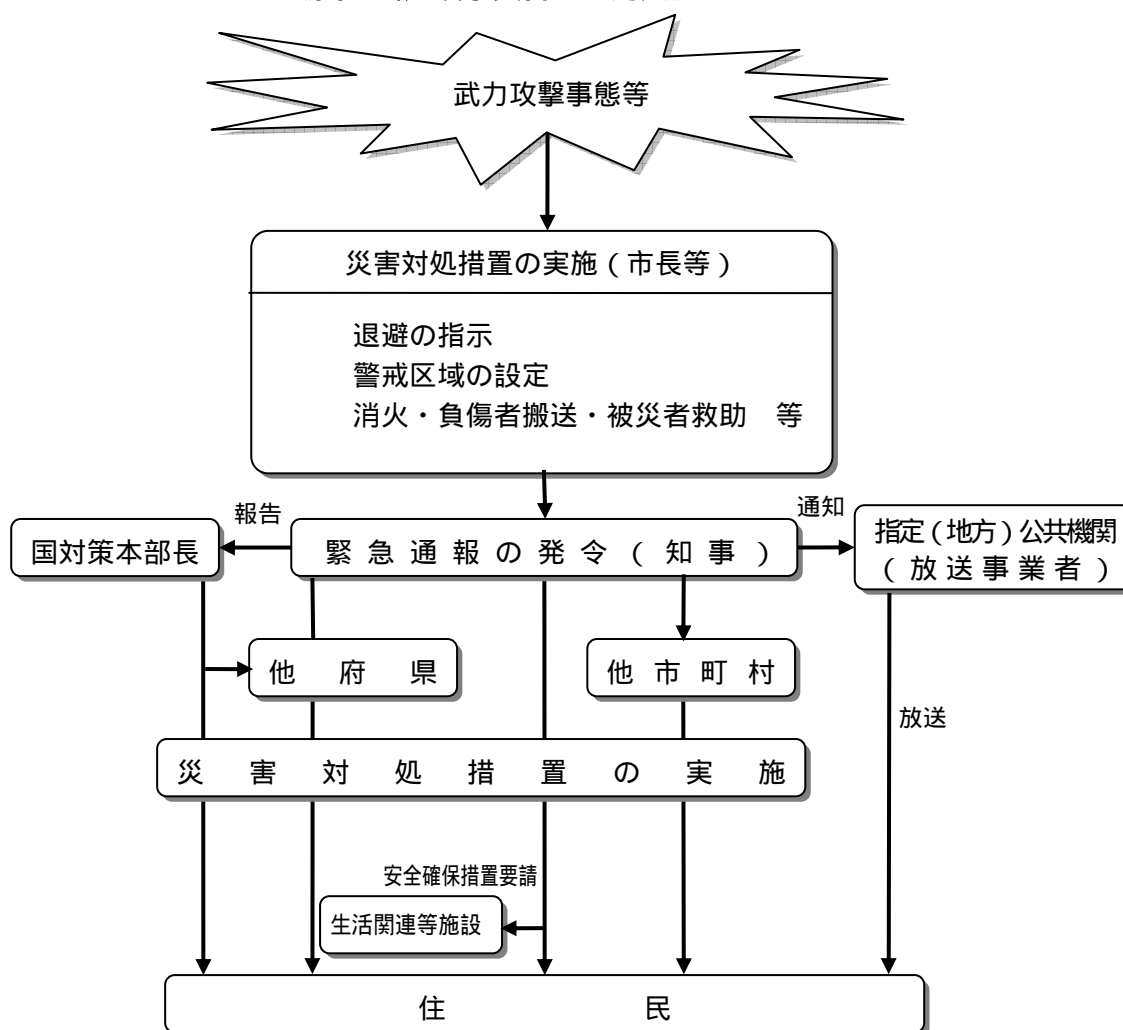 武力攻撃事態等
災害対処措置の実施（市長等）
退避の指示
警戒区域の設定
消火・負傷者搬送・被災者救助　等
報告
通知
国対策本部長
緊急通報の発令（知事）
指定（地方）公共機関
（放送事業者）
他府県
他市町村
放送
災害対処措置の実施
安全確保措置要請
生活関連等施設
住民